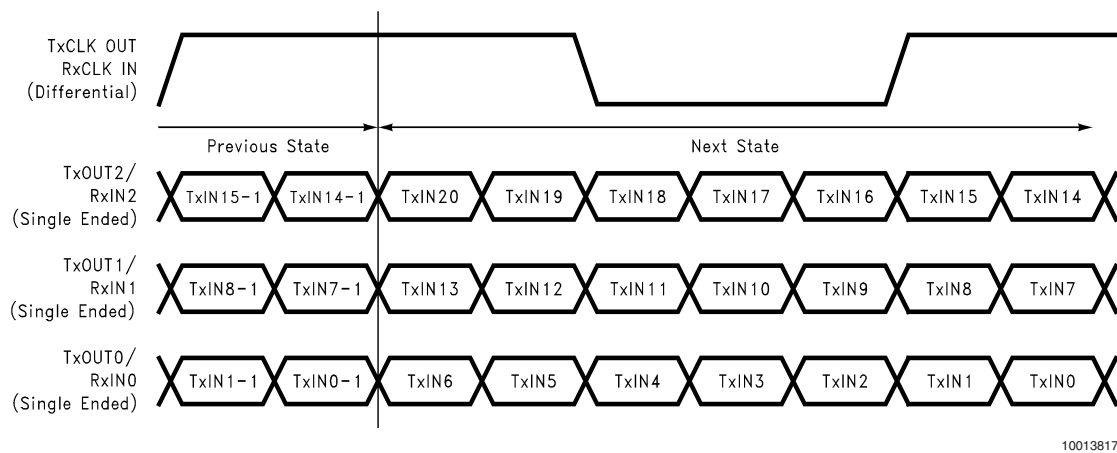 TxCLK OUT
RxCLK IN
(Differential)
Previous State
Next State
TxOUT2/
RxIN2
(Single Ended)
TxIN15-1 TxIN14-1 TxIN20 TxIN19 TxIN18 TxIN17 TxIN16 TxIN15 TxIN14
TxOUT1/
RxIN1
(Single Ended)
TxIN8-1 TxIN7-1 TxIN13 TxIN12 TxIN11 TxIN10 TxIN9 TxIN8 TxIN7
TxOUT0/
RxIN0
(Single Ended)
TxIN1-1 TxIN0-1 TxIN6 TxIN5 TxIN4 TxIN3 TxIN2 TxIN1 TxIN0
10013817